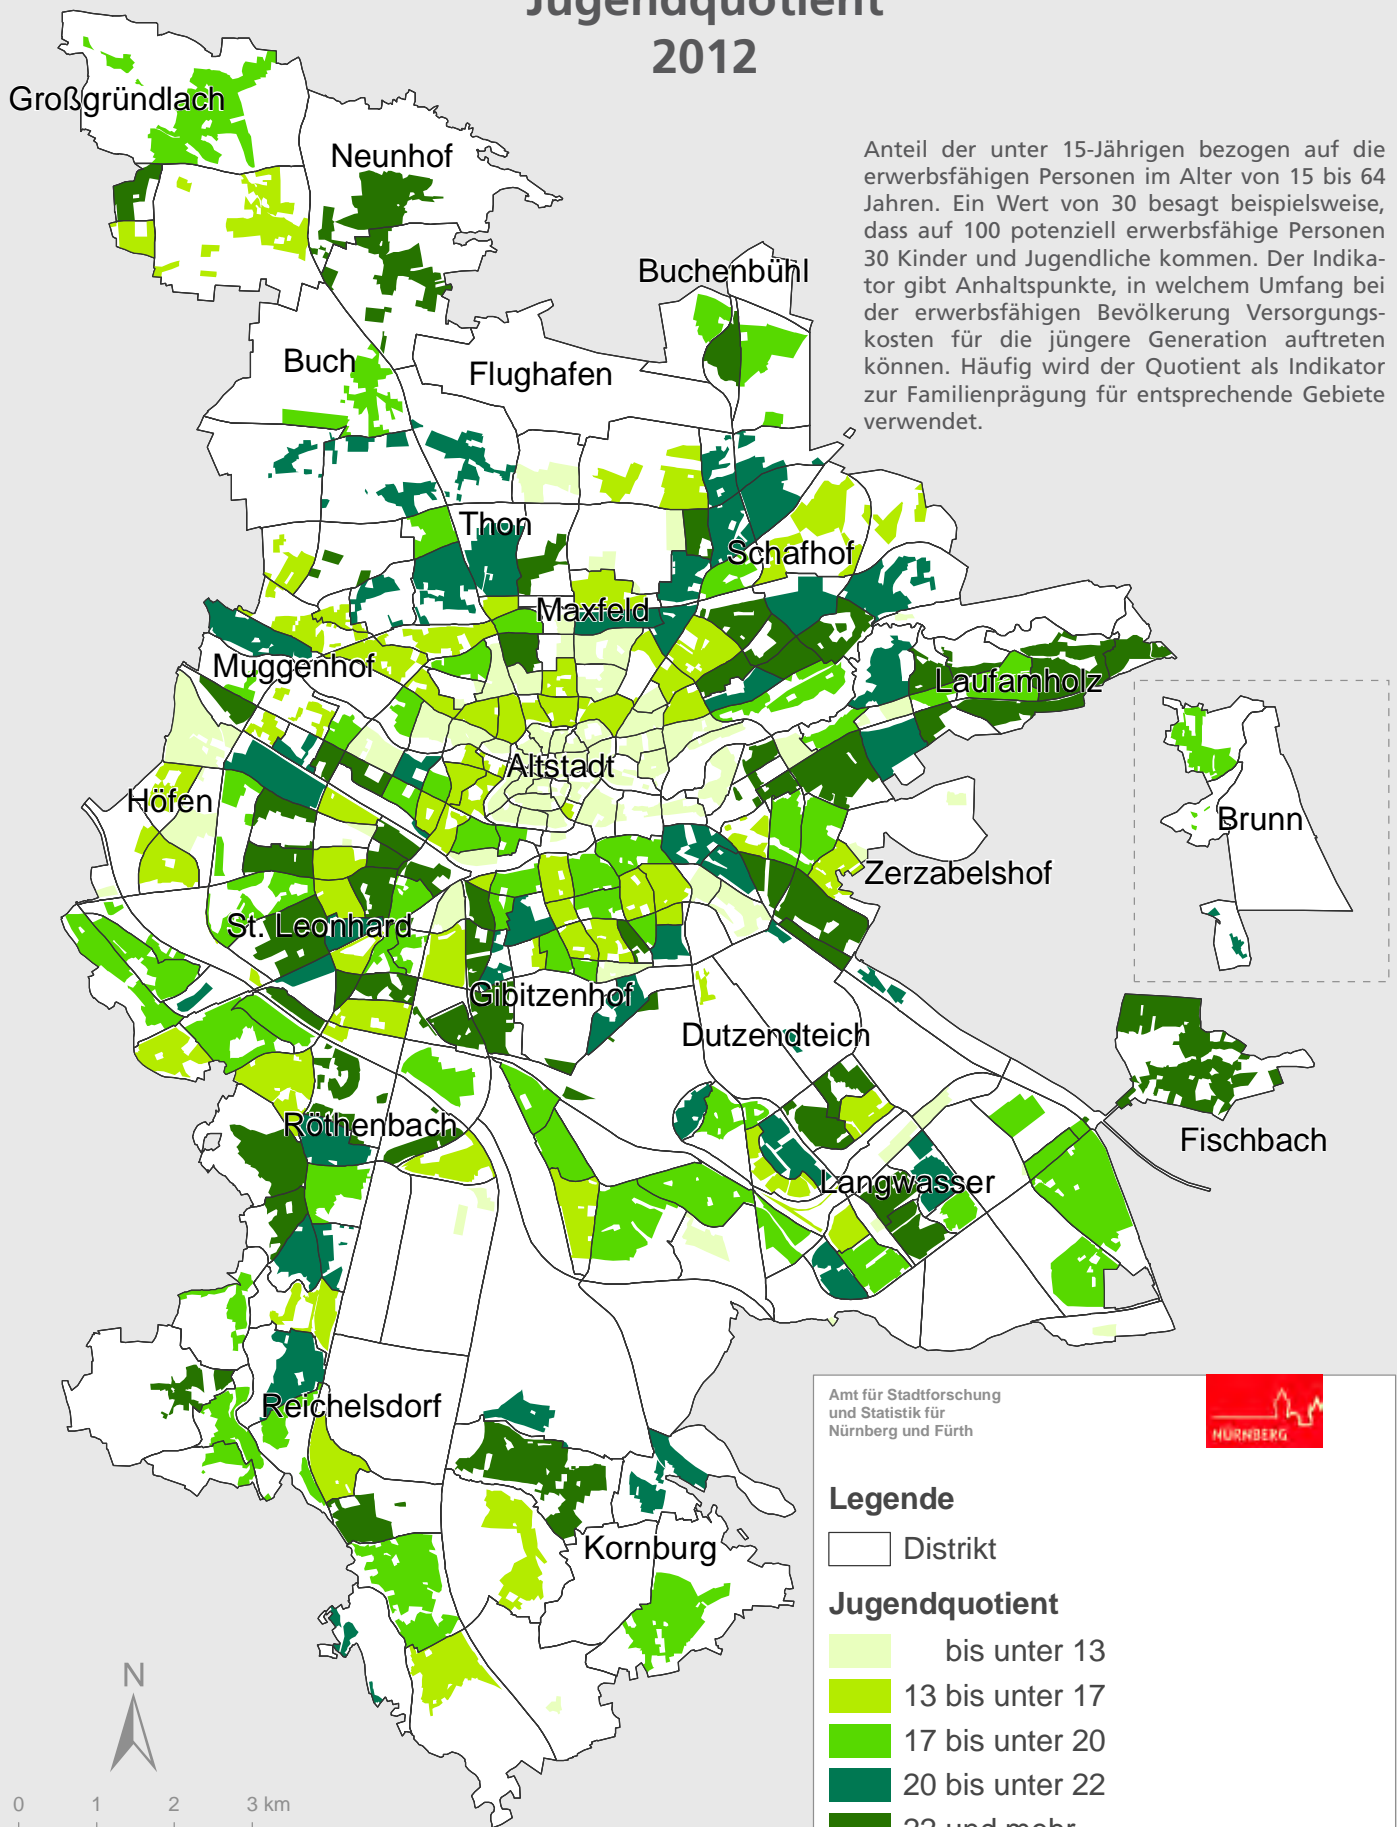 Jugendquotient
2012
Großgründlach
Neunhof
Anteil der unter 15-Jährigen bezogen auf die
erwerbsfähigen Personen im Alter von 15 bis 64
Jahren. Ein Wert von 30 besagt beispielsweise,
dass auf 100 potenziell erwerbsfähige Personen
30 Kinder und Jugendliche kommen. Der Indika-
tor gibt Anhaltspunkte, in welchem Umfang bei
der erwerbsfähigen Bevölkerung Versorgungs-
kosten für die jüngere Generation auftreten
können. Häufig wird der Quotient als Indikator
zur Familienprägung für entsprechende Gebiete
verwendet.
Buchenbühl
Buch
Flughafen
Thon
Schafhof
Maxfeld
Muggenhof
Laufamholz
Altstadt
Höfen
Brunn
Zerzabelshof
St. Leonhard
Gibitzenhof
Dutzendteich
Röthenbach
Fischbach
Langwasser
Reichelsdorf
Kornburg
Amt für Stadtforschung
und Statistik für
Nürnberg und Fürth
NÜRNBERG
Legende
Distrikt
Jugendquotient
bis unter 13
13 bis unter 17
17 bis unter 20
20 bis unter 22
22 und mehr
N
0 1 2 3 km